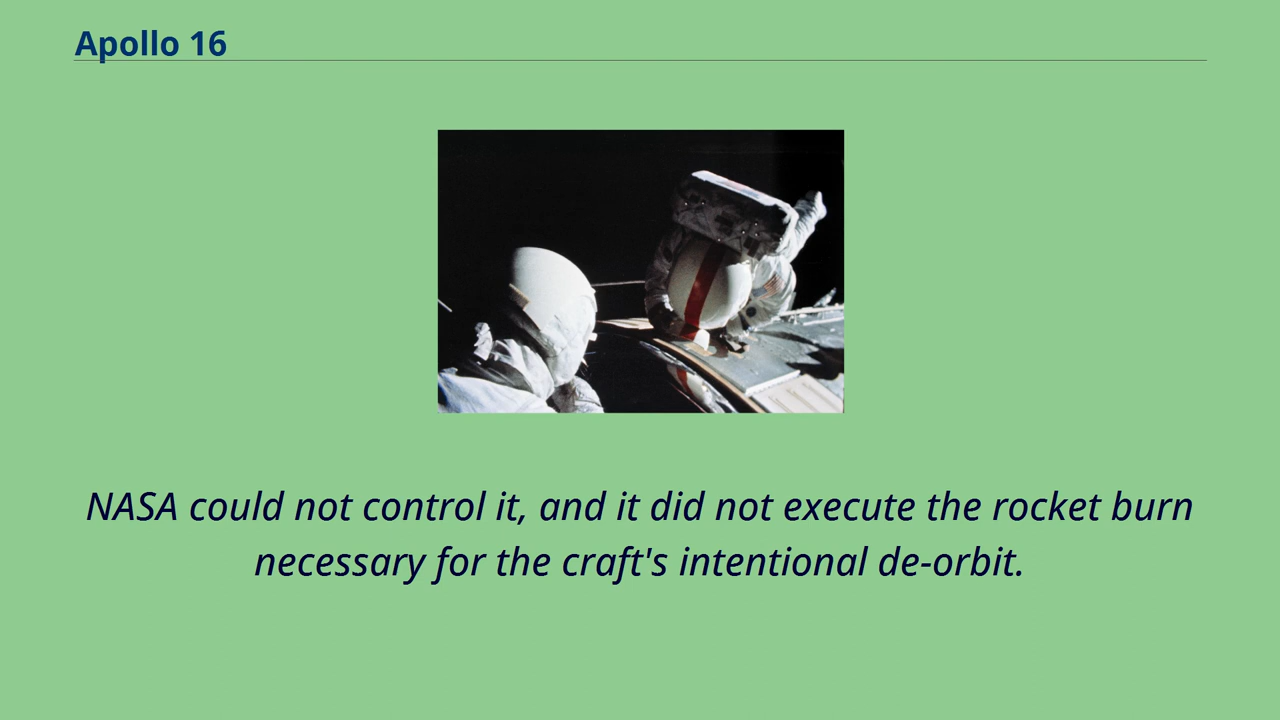 Apollo 16
NASA could not control it, and it did not execute the rocket burn
necessary for the craft's intentional de-orbit.